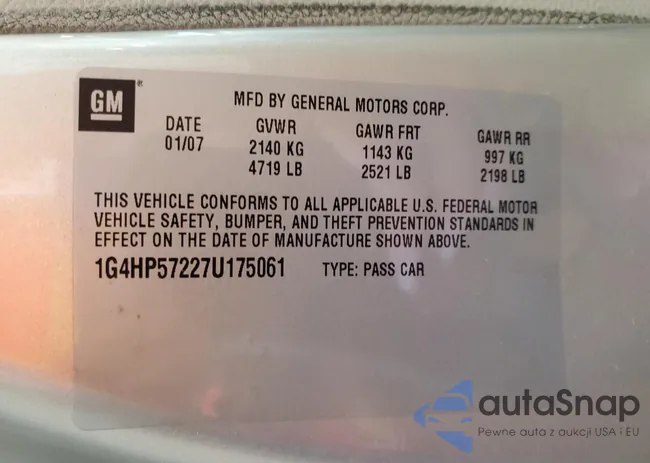 GM®
MFD BY GENERAL MOTORS CORP.
DATE GVWR GAWR FRT GAWR RR
01/07 2140 KG 1143 KG 997 KG
4719 LB 2521 LB 2198 LB
THIS VEHICLE CONFORMS TO ALL APPLICABLE U.S. FEDERAL MOTOR
VEHICLE SAFETY, BUMPER, AND THEFT PREVENTION STANDARDS IN
EFFECT ON THE DATE OF MANUFACTURE SHOWN ABOVE.
1G4HP57227U175061 TYPE: PASS CAR
autaSnap
Pewne auta z aukcji USA i EU